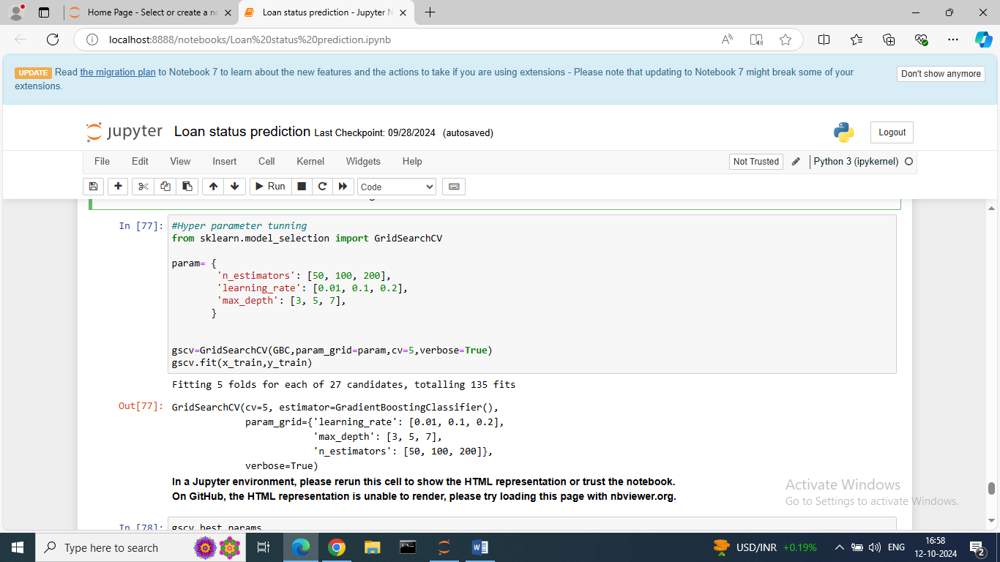 Home Page - Select or create a no
Loan status prediction - Jupyter N
localhost:8888/notebooks/Loan%20status%20prediction.ipynb
UPDATE Read the migration plan to Notebook 7 to learn about the new features and the actions to take if you are using extensions - Please note that updating to Notebook 7 might break some of your
extensions.
Don't show anymore
jupyter Loan status prediction Last Checkpoint: 09/28/2024 (autosaved)
Logout
File Edit View Insert Cell Kernel Widgets Help
Not Trusted
Python 3 (ipykernel)
Run
Code
In [77]: #Hyper parameter tunning
from sklearn.model_selection import GridSearchCV
param= {
'n_estimators': [50, 100, 200],
'learning_rate': [0.01, 0.1, 0.2],
'max_depth': [3, 5, 7],
}
gscv=GridSearchCV(GBC,param_grid=param,cv=5,verbose=True)
gscv.fit(x_train,y_train)
Fitting 5 folds for each of 27 candidates, totalling 135 fits
Out[77]: GridSearchCV(cv=5, estimator=GradientBoostingClassifier(),
param_grid={'learning_rate': [0.01, 0.1, 0.2],
'max_depth': [3, 5, 7],
'n_estimators': [50, 100, 200]},
verbose=True)
In a Jupyter environment, please rerun this cell to show the HTML representation or trust the notebook.
On GitHub, the HTML representation is unable to render, please try loading this page with nbviewer.org.
Activate Windows
Go to Settings to activate Windows.
In [78]: gscv.best_params
Type here to search
USD/INR +0.19%
ENG
16:58
12-10-2024
2